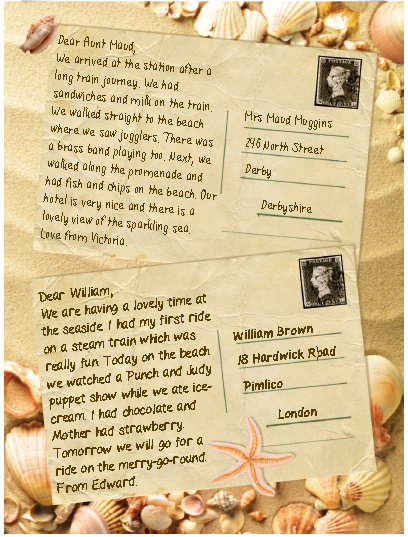 Dear Aunt Maud,
We arrived at the station after a
long train journey. We had
sandwiches and milk on the train.
We walked straight to the beach
where we saw jugglers. There was
a brass band playing too. Next, we
walked along the promenade and
had fish and chips on the beach. Our
hotel is very nice and there is a
lovely view of the sparkling sea.
Love from Victoria.
POSTAGE
Mrs Maud Muggins
246 North Street
Derby
Derbyshire
Dear William,
We are having a lovely time at
the seaside. I had my first ride
on a steam train which was
really fun. Today on the beach
we watched a Punch and Judy
puppet show while we ate ice-
cream. I had chocolate and
Mother had strawberry.
Tomorrow we will go for a
ride on the merry-go-round.
From Edward.
POSTAGE
William Brown
18 Hardwick Road
Pimlico
London